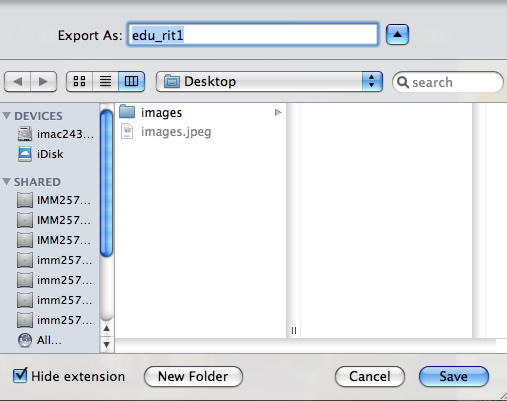 Export As: edu_rit1
Desktop
search
DEVICES
imac243...
iDisk
SHARED
IMM257...
IMM257...
IMM257...
imm257...
imm257...
imm257...
imm257...
All...
images
images.jpeg
Hide extension
New Folder
Cancel
Save